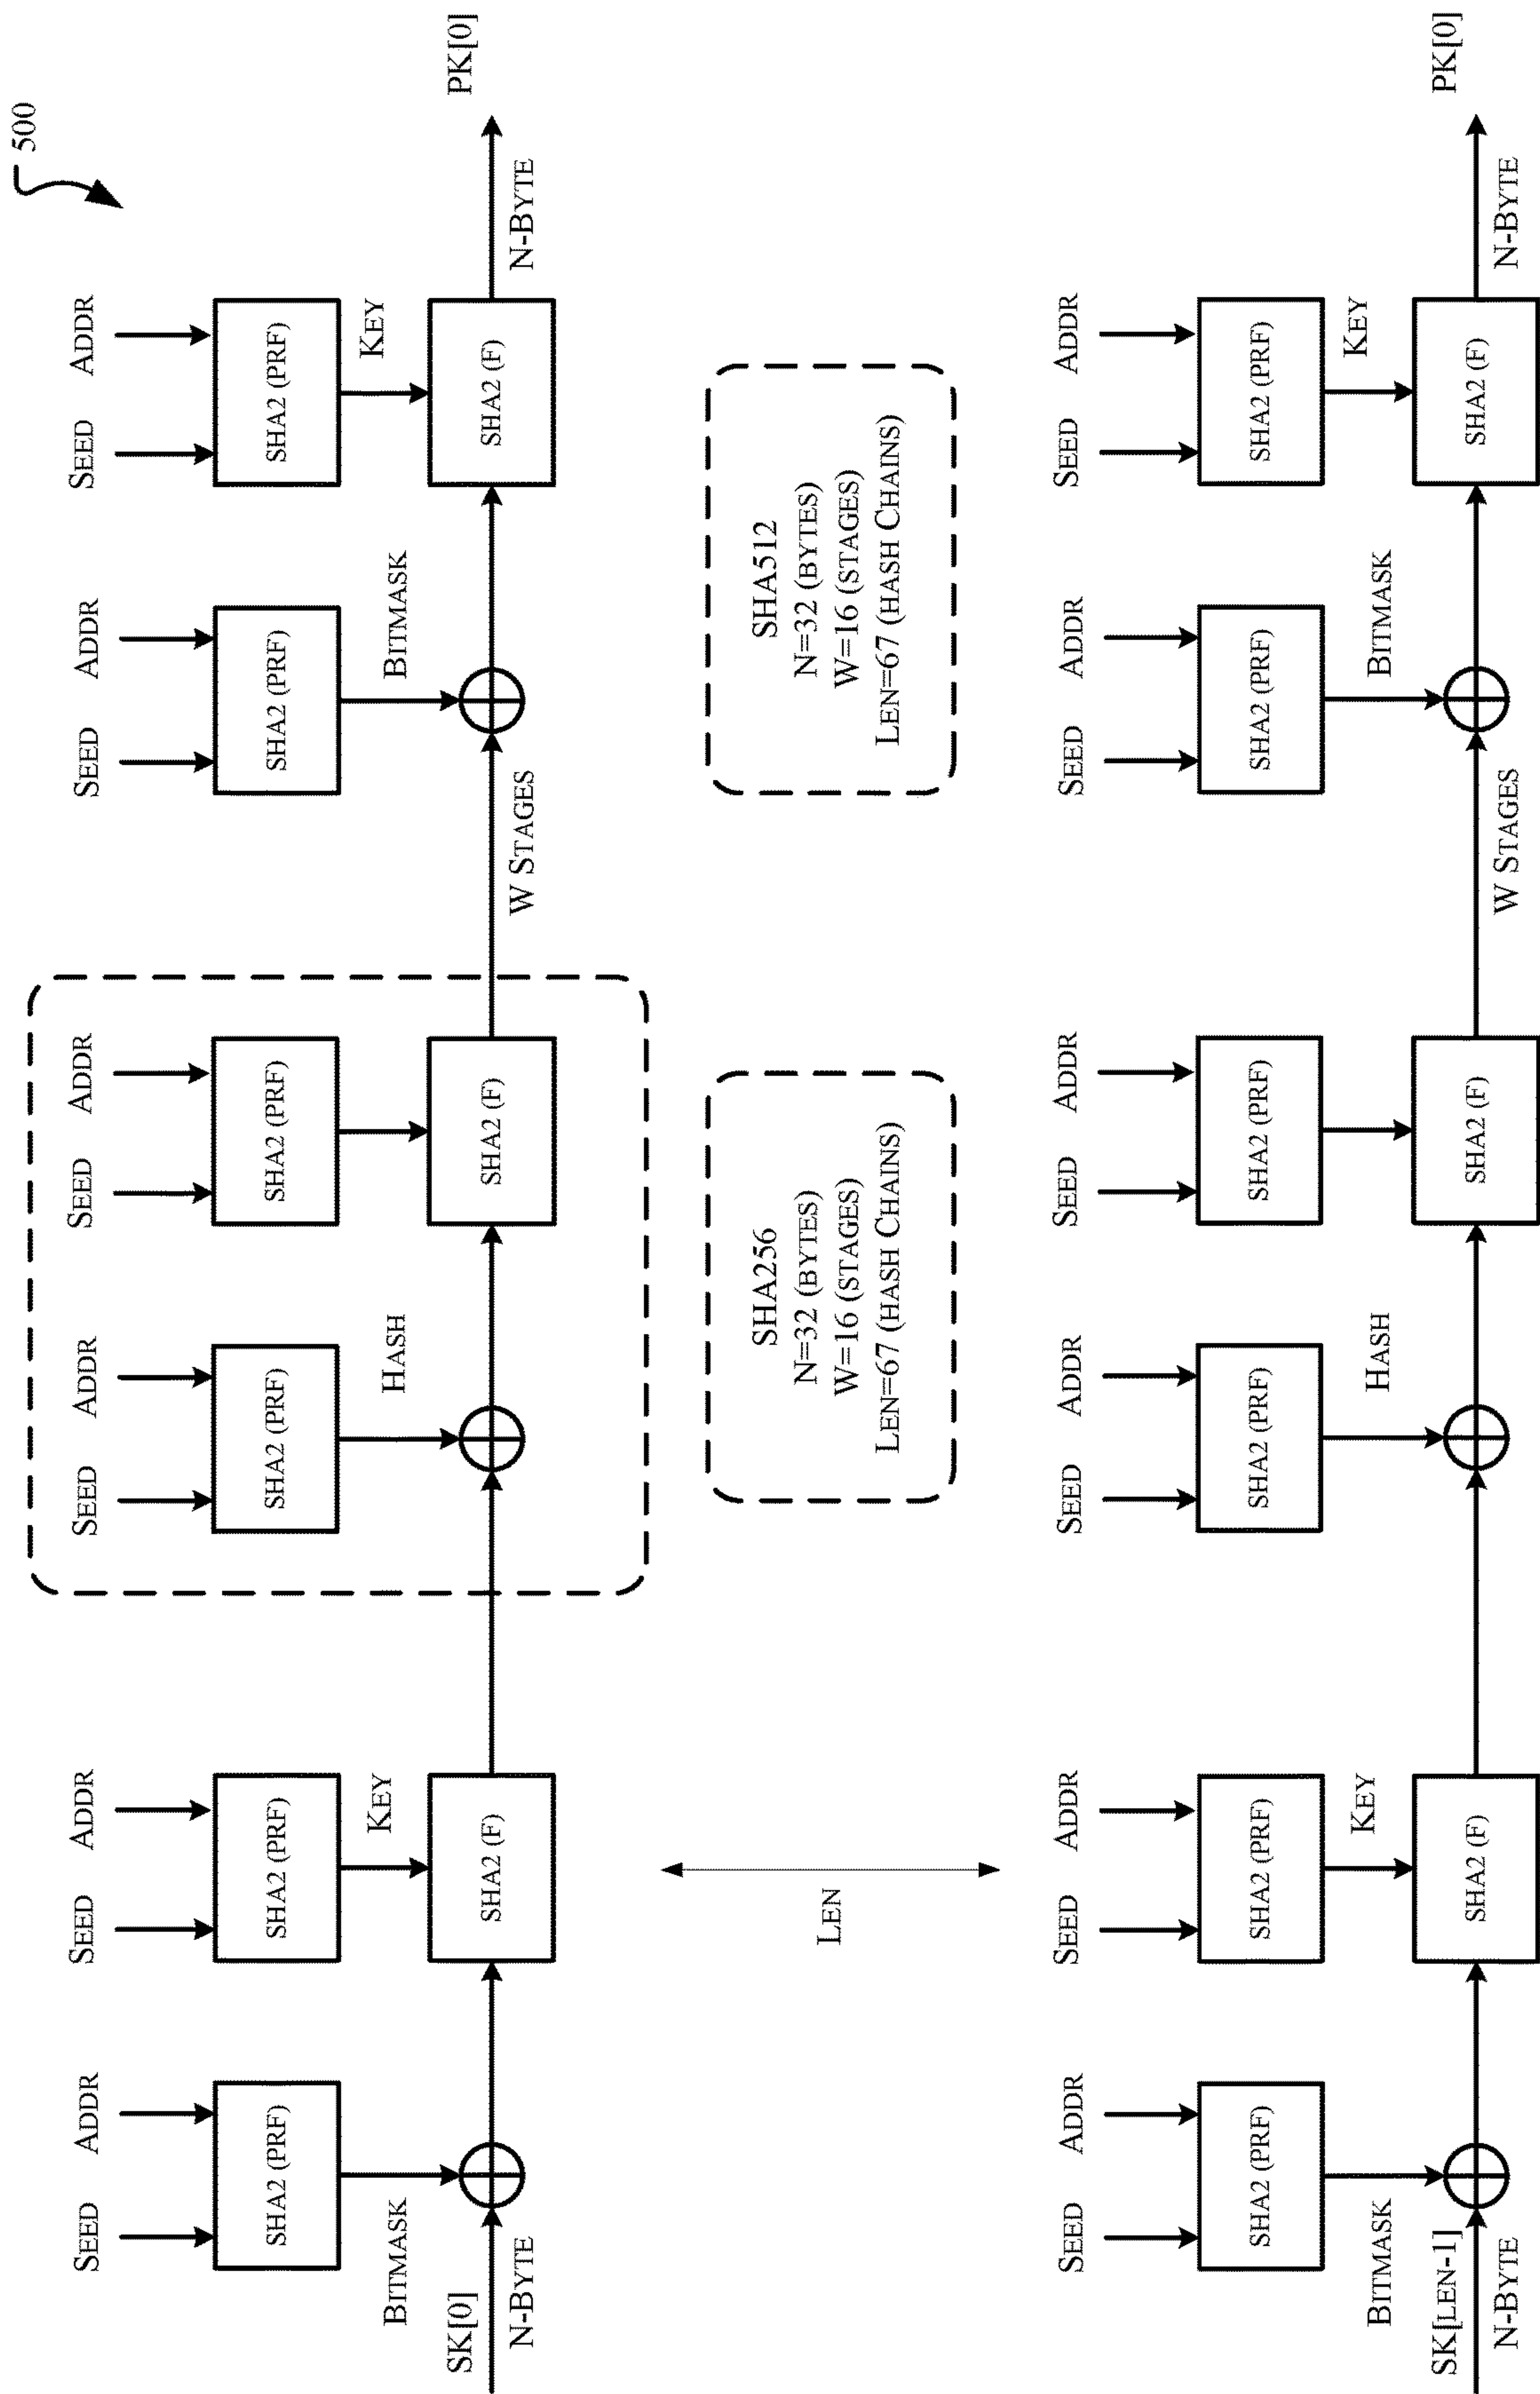 500
SEED ADDR SEED ADDR SEED ADDR SEED ADDR SEED ADDR SEED ADDR
SHA2 (PRF) SHA2 (PRF) SHA2 (PRF) SHA2 (PRF) SHA2 (PRF) SHA2 (PRF)
BITMASK KEY HASH BITMASK KEY
SK[0] SHA2 (F) SHA2 (F) SHA2 (F) PK[0]
N-BYTE W STAGES N-BYTE
LEN
SHA256
N=32 (BYTES)
W=16 (STAGES)
LEN=67 (HASH CHAINS)
SHA512
N=32 (BYTES)
W=16 (STAGES)
LEN=67 (HASH CHAINS)
SEED ADDR SEED ADDR SEED ADDR SEED ADDR SEED ADDR SEED ADDR
SHA2 (PRF) SHA2 (PRF) SHA2 (PRF) SHA2 (PRF) SHA2 (PRF) SHA2 (PRF)
BITMASK KEY HASH BITMASK KEY
SK[LEN-1] SHA2 (F) SHA2 (F) SHA2 (F) PK[0]
N-BYTE W STAGES N-BYTE